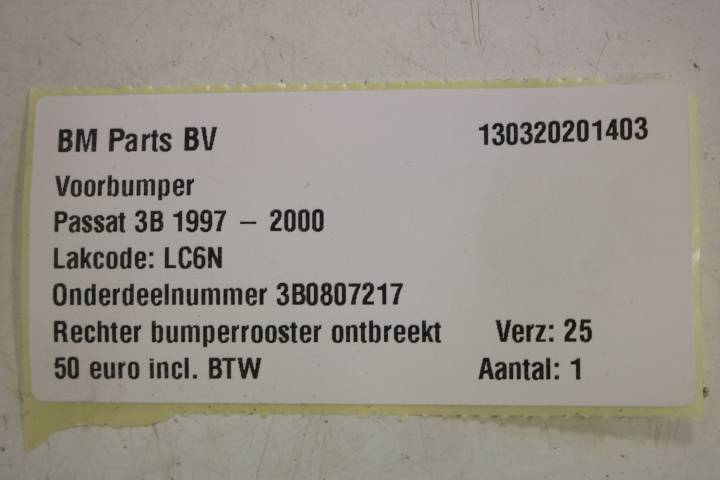 BM Parts BV 130320201403
Voorbumper
Passat 3B 1997 – 2000
Lakcode: LC6N
Onderdeelnummer 3B0807217
Rechter bumperrooster ontbreekt Verz: 25
50 euro incl. BTW Aantal: 1